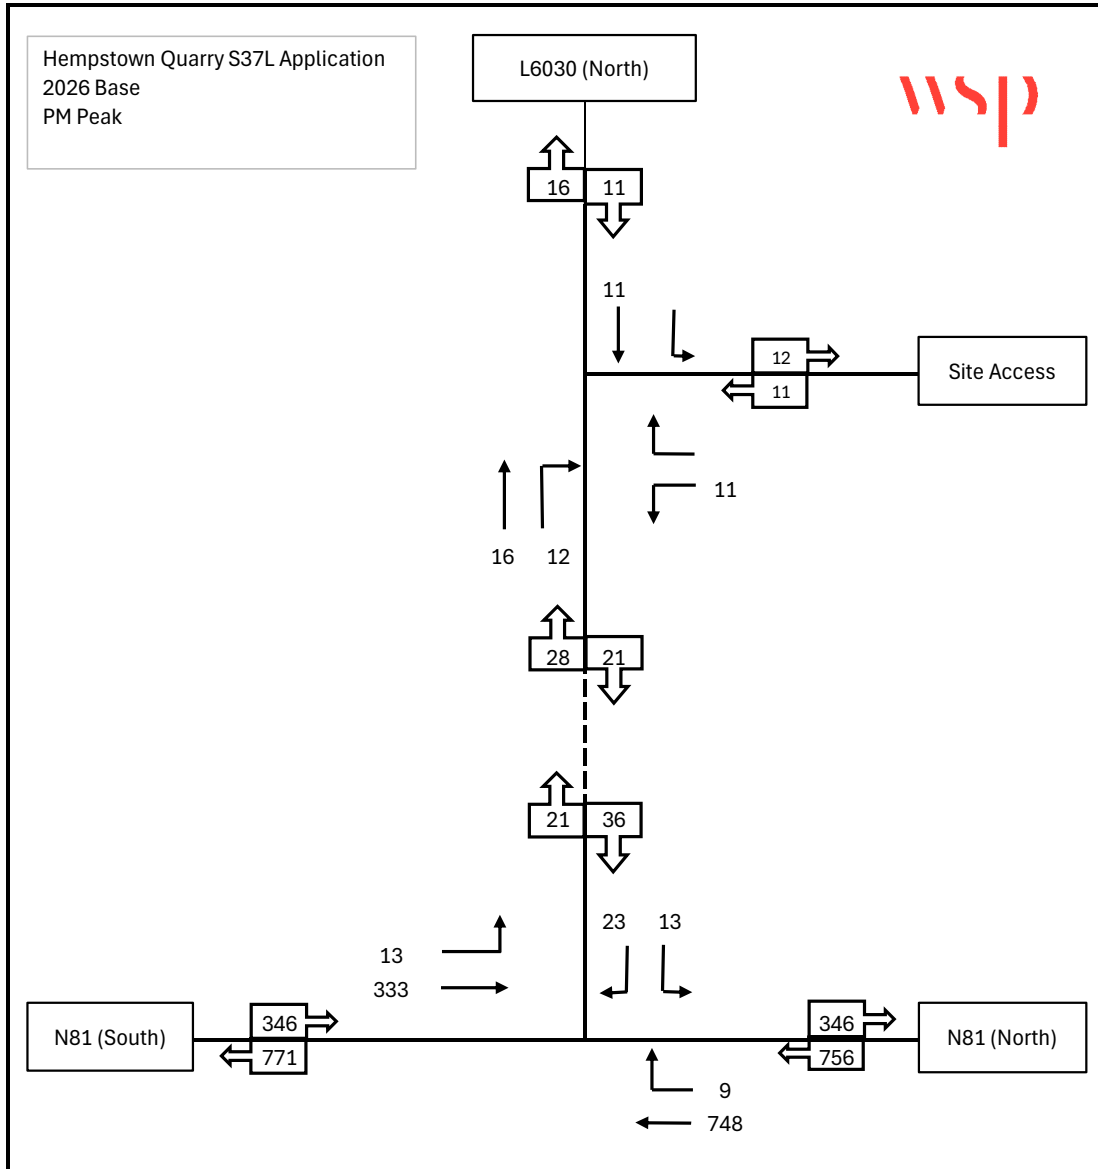 Hempstown Quarry S37L Application
2026 Base
PM Peak
L6030 (North)
wsp
16 11
11
12
Site Access
11
11
16 12
28 21
21 36
23 13
13
333
N81 (South)
346
771
346
756
N81 (North)
9
748